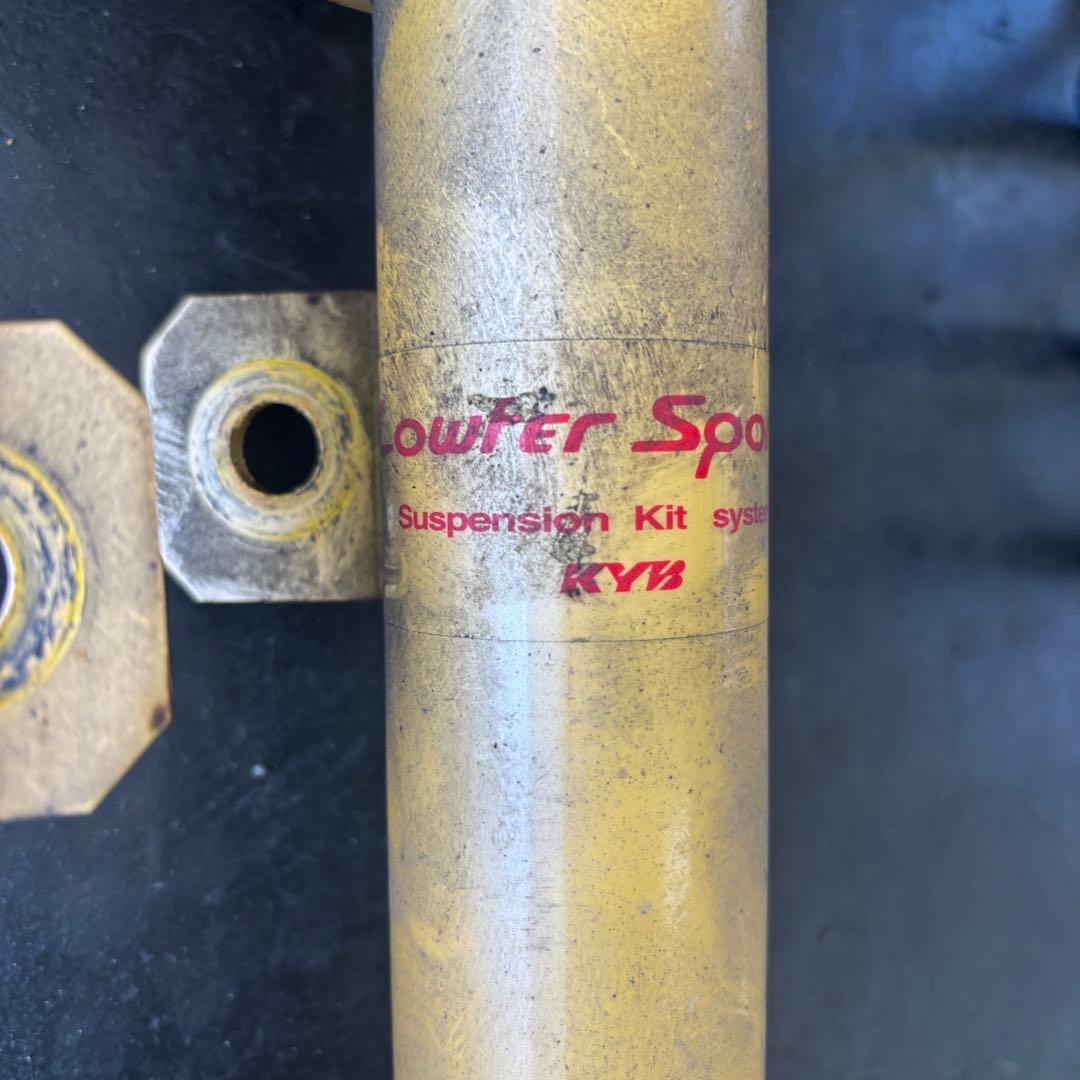 Lowfer Spo
Suspension Kit syste
KYB